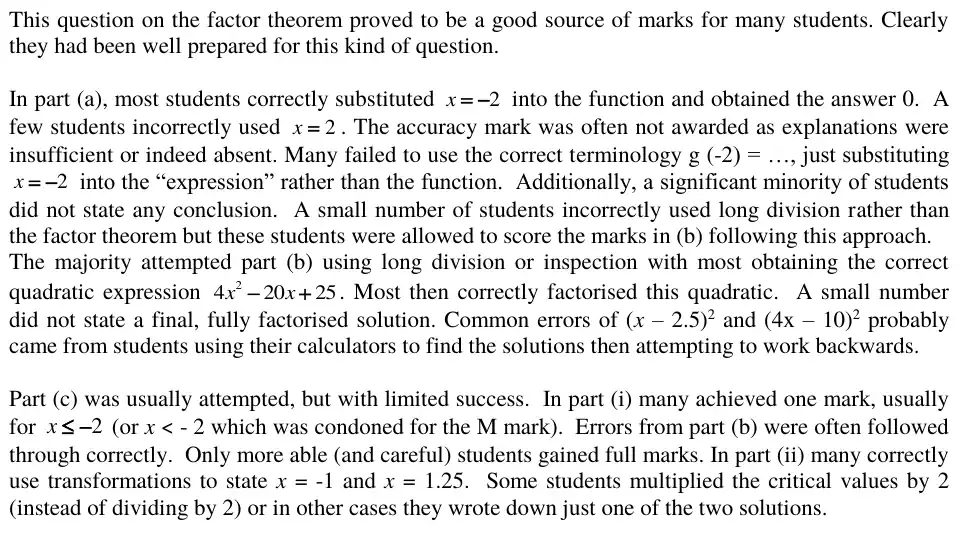 This question on the factor theorem proved to be a good source of marks for many students. Clearly
they had been well prepared for this kind of question.
In part (a), most students correctly substituted x = –2 into the function and obtained the answer 0. A
few students incorrectly used x = 2 . The accuracy mark was often not awarded as explanations were
insufficient or indeed absent. Many failed to use the correct terminology g (-2) = …, just substituting
x = –2 into the “expression” rather than the function. Additionally, a significant minority of students
did not state any conclusion. A small number of students incorrectly used long division rather than
the factor theorem but these students were allowed to score the marks in (b) following this approach.
The majority attempted part (b) using long division or inspection with most obtaining the correct
quadratic expression 4x² – 20x + 25 . Most then correctly factorised this quadratic. A small number
did not state a final, fully factorised solution. Common errors of (x – 2.5)² and (4x – 10)² probably
came from students using their calculators to find the solutions then attempting to work backwards.
Part (c) was usually attempted, but with limited success. In part (i) many achieved one mark, usually
for x ≤ –2 (or x < - 2 which was condoned for the M mark). Errors from part (b) were often followed
through correctly. Only more able (and careful) students gained full marks. In part (ii) many correctly
use transformations to state x = -1 and x = 1.25. Some students multiplied the critical values by 2
(instead of dividing by 2) or in other cases they wrote down just one of the two solutions.